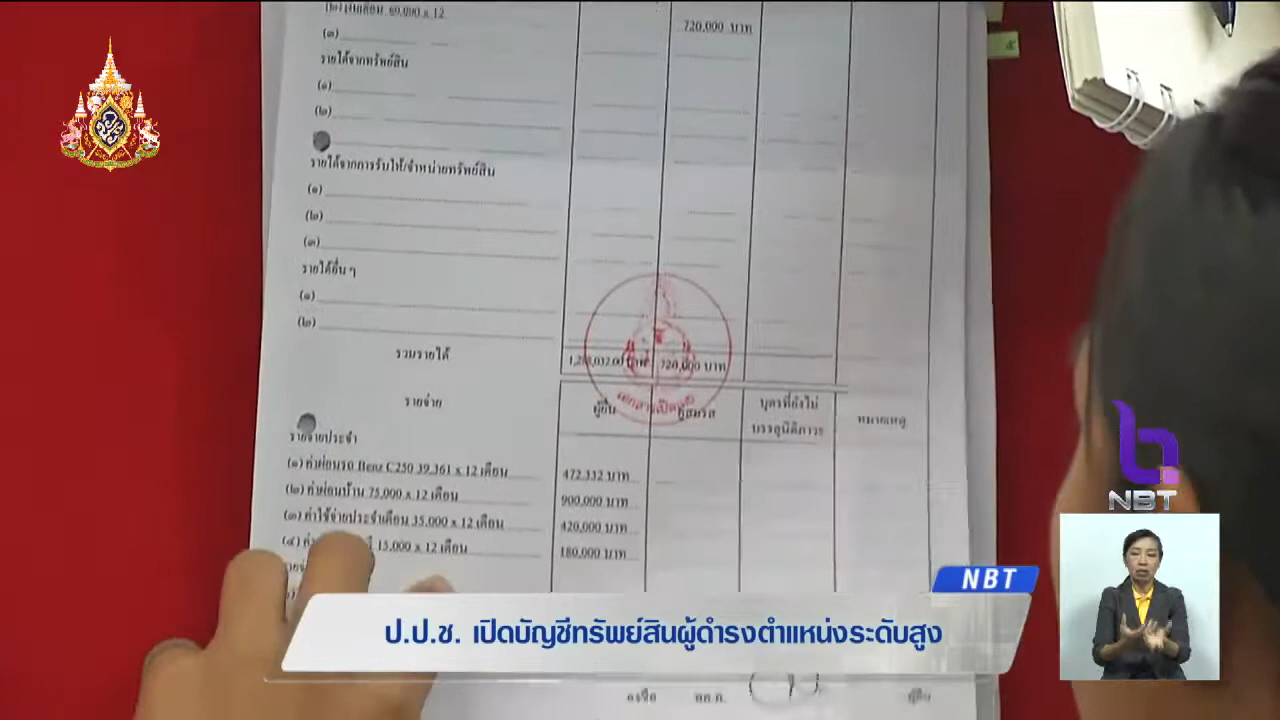 (๒) เงินเดือน 60,000 x 12
720,000 บาท
(๓)
รายได้จากทรัพย์สิน
(๑)
(๒)
รายได้จากการรับให้/จำหน่ายทรัพย์สิน
(๑)
(๒)
(๓)
รายได้อื่น ๆ
(๑)
(๒)
รวมรายได้
720,000 บาท
รายจ่าย ผู้ยื่น คู่สมรส บุตรที่ยังไม่บรรลุนิติภาวะ หมายเหตุ
รายจ่ายประจำ
(๑) ค่าผ่อนรถ Benz C250 39,361 x 12 เดือน 472,332 บาท
(๒) ค่าผ่อนบ้าน 75,000 x 12 เดือน 900,000 บาท
(๓) ค่าใช้จ่ายประจำเดือน 35,000 x 12 เดือน 420,000 บาท
(๔) 15,000 x 12 เดือน 180,000 บาท
NBT
NBT
ป.ป.ช. เปิดบัญชีทรัพย์สินผู้ดำรงตำแหน่งระดับสูง
ลงชื่อ ผู้ยื่น